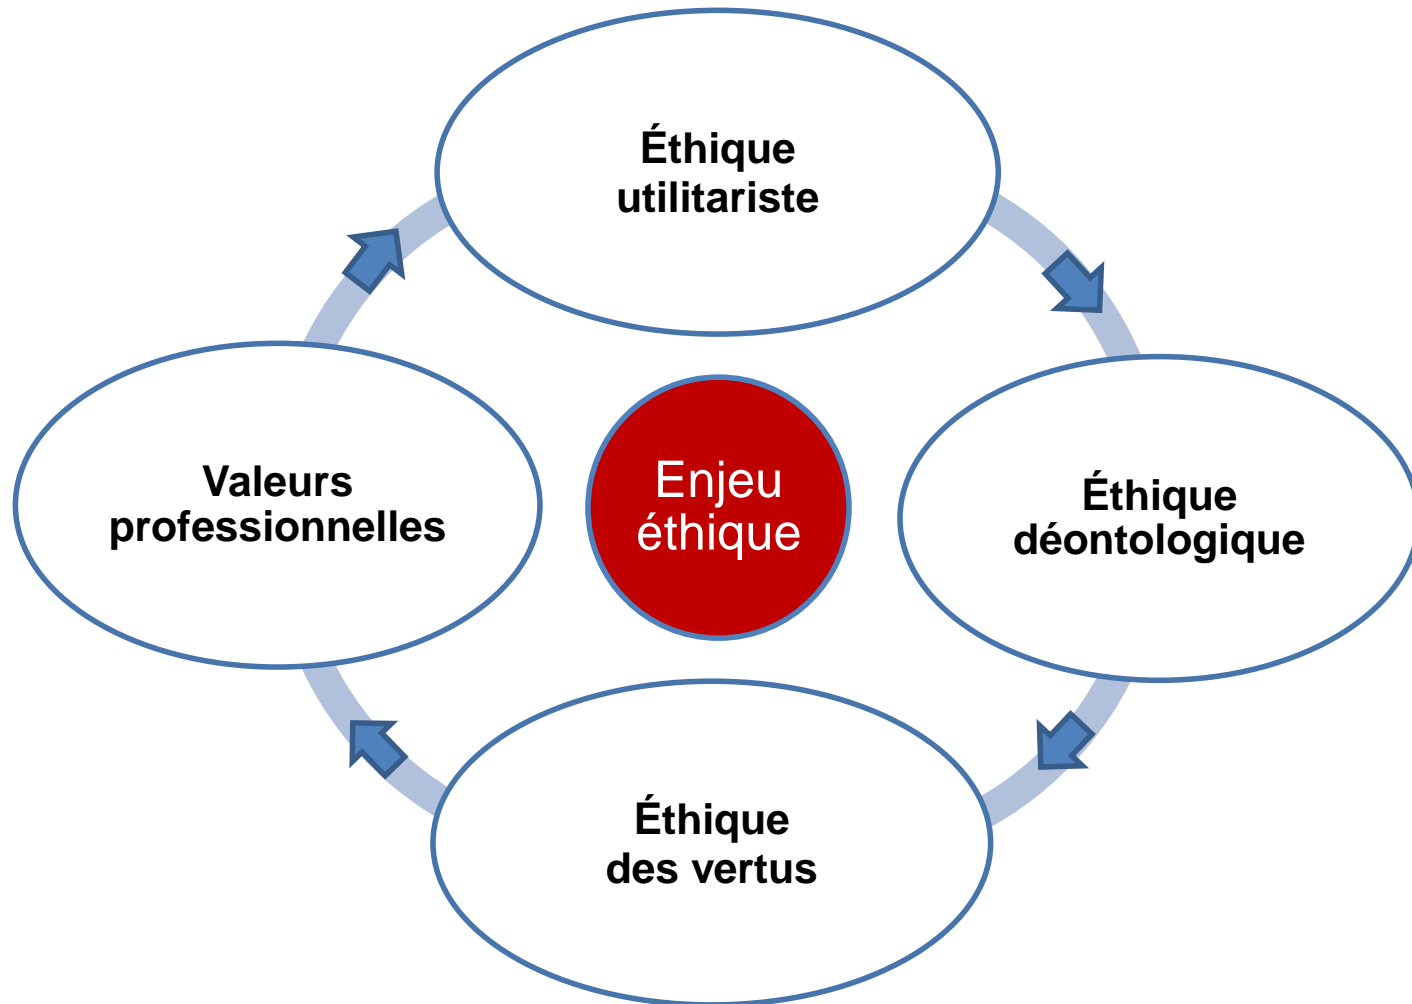 Éthique
utilitariste
Valeurs
professionnelles
Enjeu
éthique
Éthique
déontologique
Éthique
des vertus